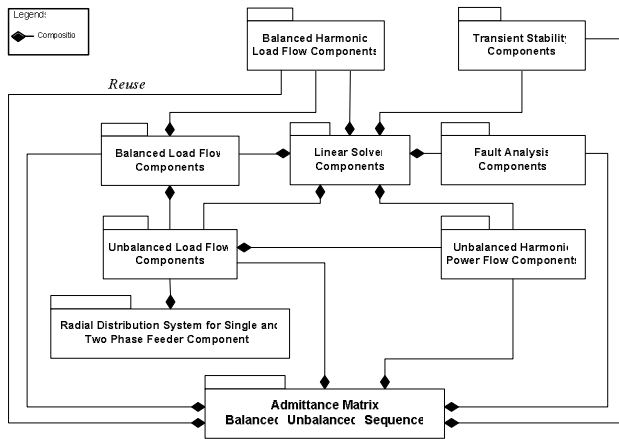 Legends
Compositio
Balanced Harmonic
Load Flow Components
Transient Stability
Components
Reuse
Balanced Load Flow
Components
Linear Solver
Components
Fault Analysis
Components
Unbalanced Load Flow
Components
Unbalanced Harmonic
Power Flow Components
Radial Distribution System for Single and
Two Phase Feeder Component
Admittance Matrix
Balanced Unbalanced Sequence